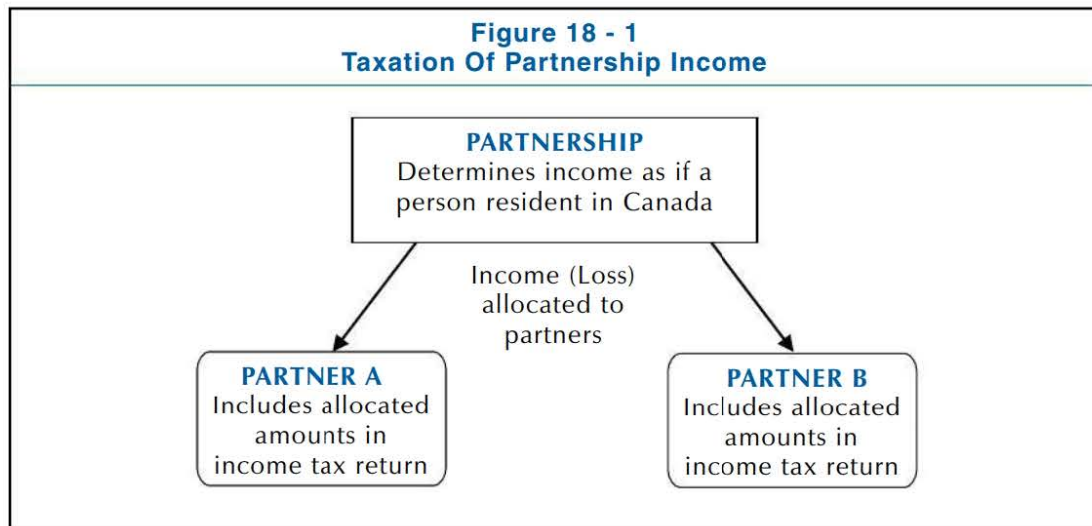 Figure 18 - 1
Taxation Of Partnership Income
PARTNERSHIP
Determines income as if a
person resident in Canada
Income (Loss)
allocated to
partners
PARTNER A
Includes allocated
amounts in
income tax return
PARTNER B
Includes allocated
amounts in
income tax return